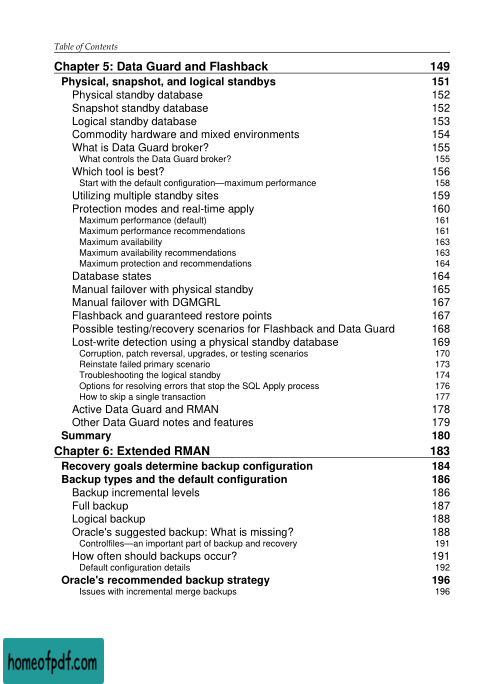 Table of Contents
Chapter 5: Data Guard and Flashback 149
Physical, snapshot, and logical standbys 151
Physical standby database 152
Snapshot standby database 152
Logical standby database 153
Commodity hardware and mixed environments 154
What is Data Guard broker? 155
What controls the Data Guard broker? 155
Which tool is best? 156
Start with the default configuration—maximum performance 158
Utilizing multiple standby sites 159
Protection modes and real-time apply 160
Maximum performance (default) 161
Maximum performance recommendations 161
Maximum availability 163
Maximum availability recommendations 163
Maximum protection and recommendations 164
Database states 164
Manual failover with physical standby 165
Manual failover with DGMGRL 167
Flashback and guaranteed restore points 167
Possible testing/recovery scenarios for Flashback and Data Guard 168
Lost-write detection using a physical standby database 169
Corruption, patch reversal, upgrades, or testing scenarios 170
Reinstate failed primary scenario 173
Troubleshooting the logical standby 174
Options for resolving errors that stop the SQL Apply process 176
How to skip a single transaction 177
Active Data Guard and RMAN 178
Other Data Guard notes and features 179
Summary 180
Chapter 6: Extended RMAN 183
Recovery goals determine backup configuration 184
Backup types and the default configuration 186
Backup incremental levels 186
Full backup 187
Logical backup 188
Oracle's suggested backup: What is missing? 188
Controlfiles—an important part of backup and recovery 191
How often should backups occur? 191
Default configuration details 192
Oracle's recommended backup strategy 196
Issues with incremental merge backups 196
homeofpdf.com